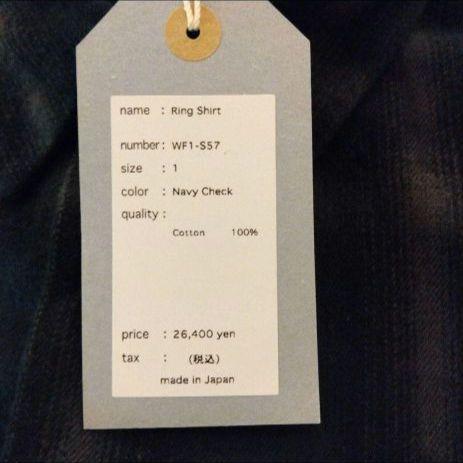 name : Ring Shirt
number : WF1-S57
size : 1
color : Navy Check
quality :
Cotton 100%
price : 26,400 yen
tax : (税込)
made in Japan